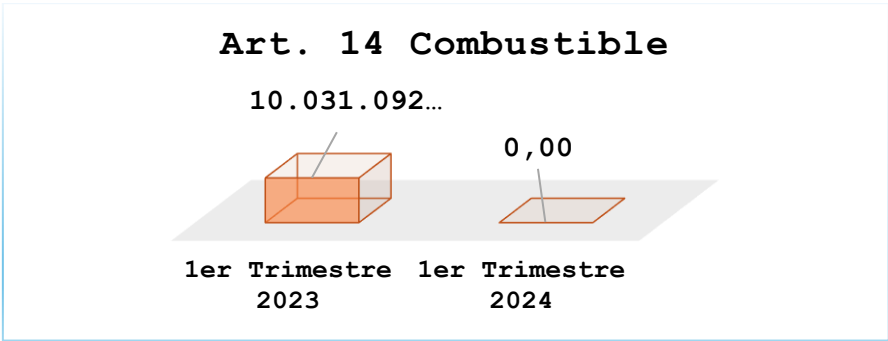 Art. 14 Combustible
10.031.092…
0,00
1er Trimestre 1er Trimestre
2023 2024